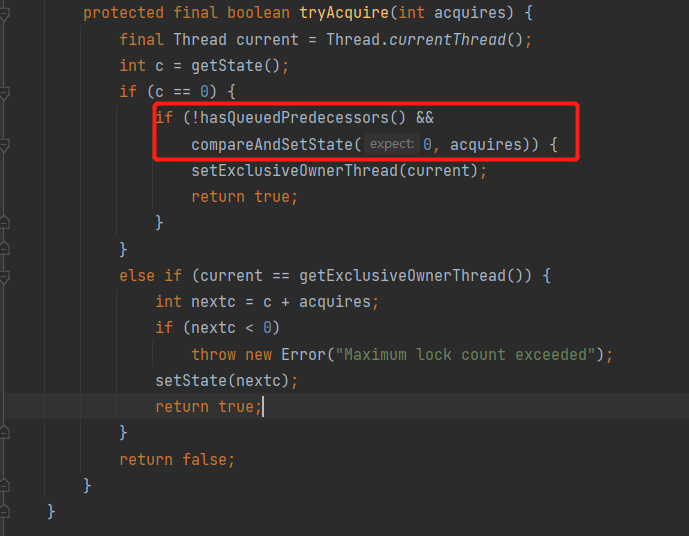 protected final boolean tryAcquire(int acquires) {
    final Thread current = Thread.currentThread();
    int c = getState();
    if (c == 0) {
        if (!hasQueuedPredecessors() &&
            compareAndSetState( expect: 0, acquires)) {
            setExclusiveOwnerThread(current);
            return true;
        }
    }
    else if (current == getExclusiveOwnerThread()) {
        int nextc = c + acquires;
        if (nextc < 0)
            throw new Error("Maximum lock count exceeded");
        setState(nextc);
        return true;
    }
    return false;
}
}